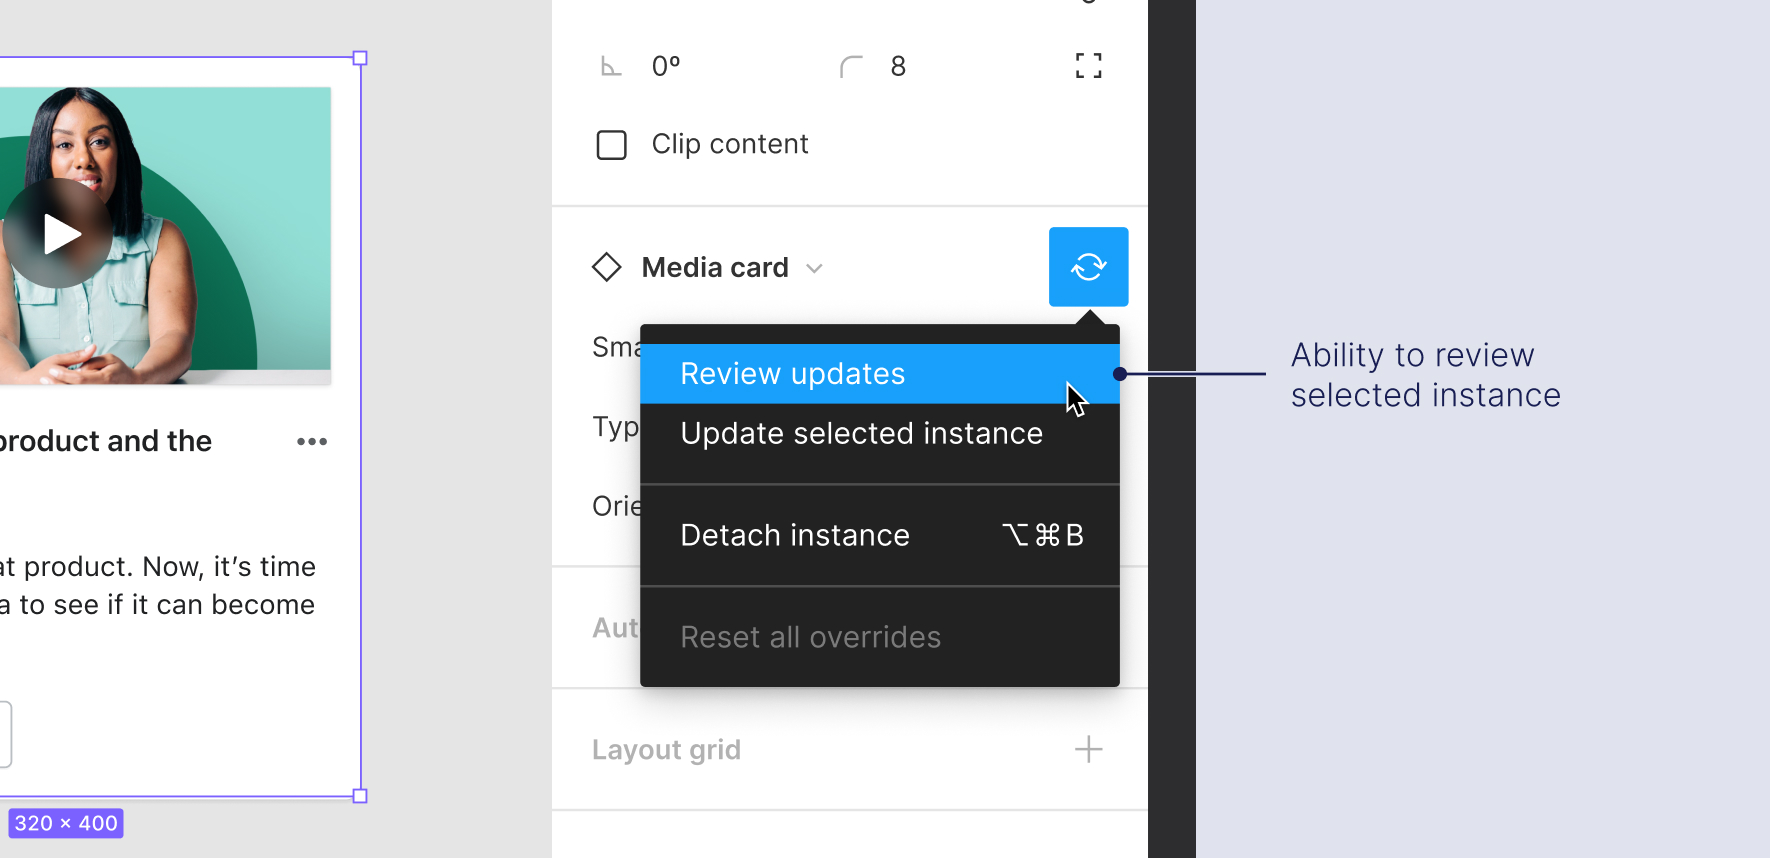 0º
8
Clip content
Media card
Sma
Review updates
Typ
Update selected instance
Orie
Detach instance ⌥⌘B
Aut
Reset all overrides
Layout grid
product and the
at product. Now, it’s time
a to see if it can become
320 × 400
Ability to review
selected instance